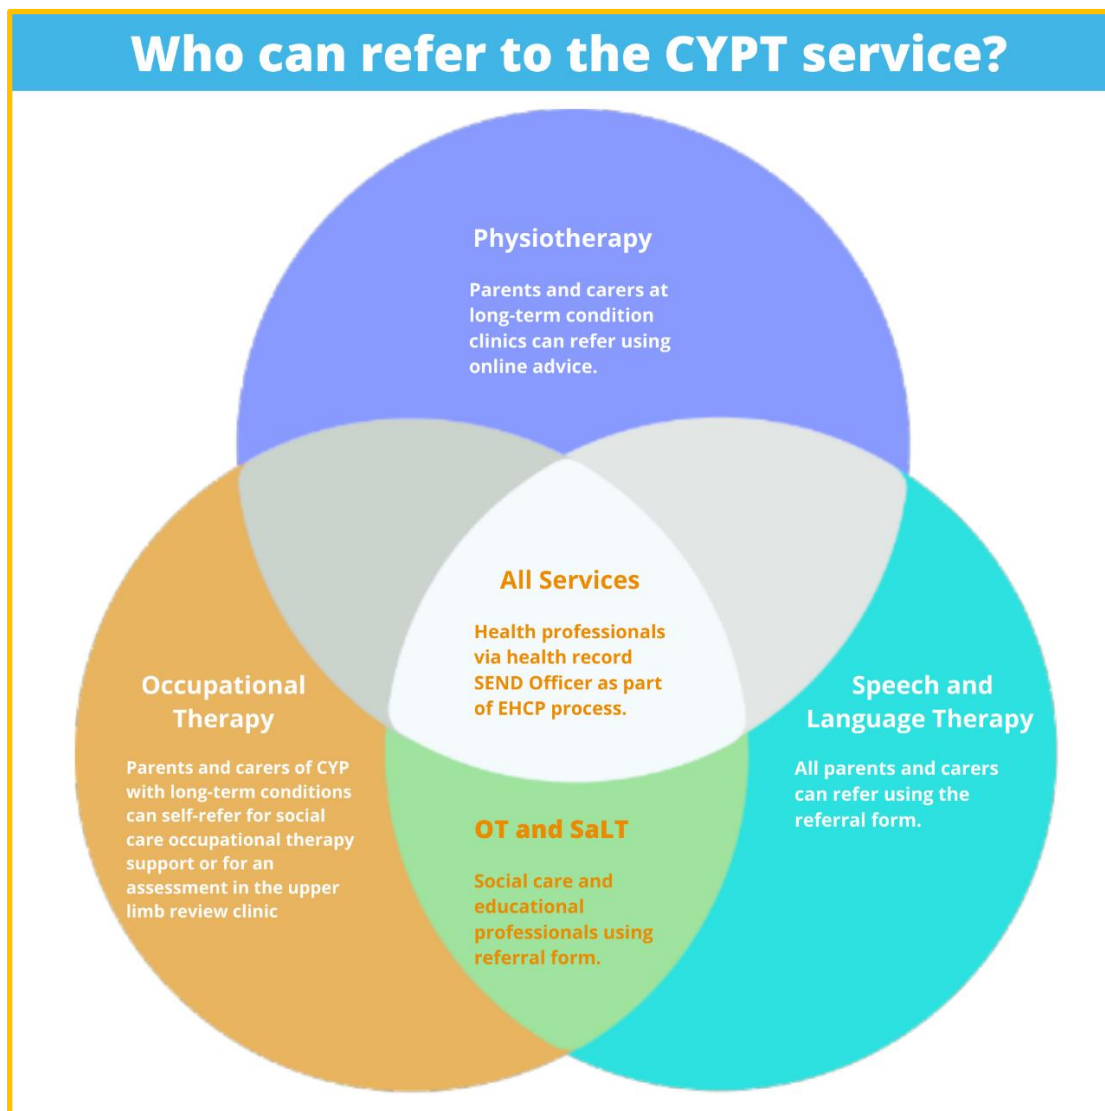 Who can refer to the CYPT service?
Physiotherapy
Parents and carers at
long-term condition
clinics can refer using
online advice.
All Services
Health professionals
via health record
SEND Officer as part
of EHCP process.
Occupational
Therapy
Parents and carers of CYP
with long-term conditions
can self-refer for social
care occupational therapy
support or for an
assessment in the upper
limb review clinic
Speech and
Language Therapy
All parents and carers
can refer using the
referral form.
OT and SaLT
Social care and
educational
professionals using
referral form.